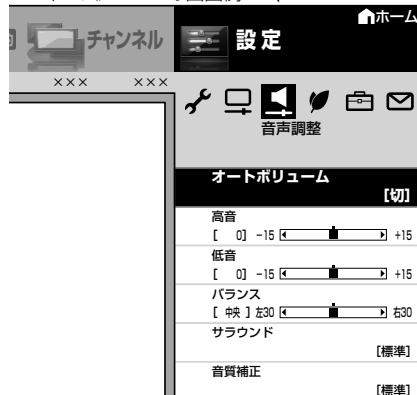 ホーム
チャンネル
設定
××× ×××
音声調整
オートボリューム
[切]
高音
[ 0] -15 +15
低音
[ 0] -15 +15
バランス
[ 中央 ] 左30 右30
サラウンド
[標準]
音質補正
[標準]